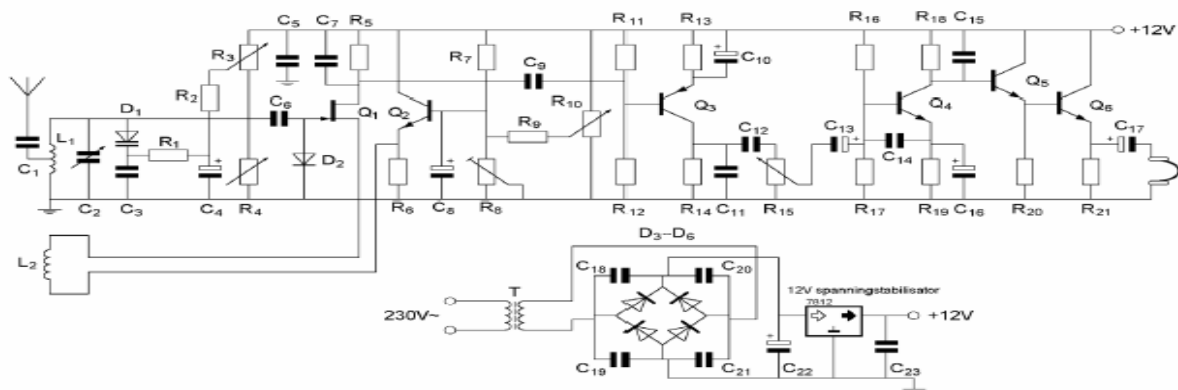 C5 C7 R5 R11 R13 R16 R18 C15
+12V
R3 R7 C9 C10 Q5
R2 R10
C6 Q1 Q2 Q3 Q4 Q6
D1 R9 C12 C13 C17
L1 R1 D2 C14
C1
C2 C3 C4 R4 R6 C8 R8 R12 R14 C11 R15 R17 R19 C16 R20 R21
D3-D6
L2 C18 C20
T 12V spanningstabilisator
7812
230V~ +12V
C19 C21 C22 C23